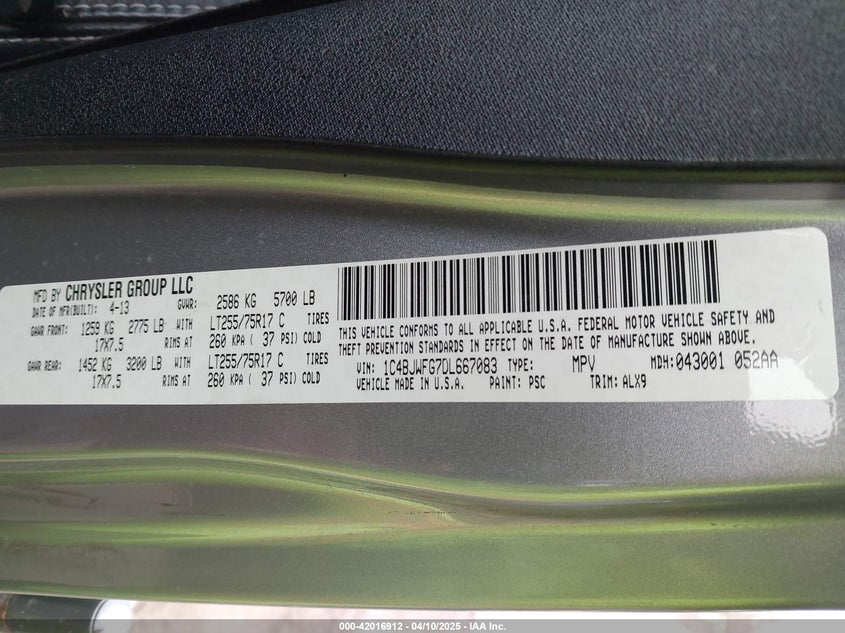 MFD BY CHRYSLER GROUP LLC
DATE OF MFR(BUILT): 4-13 GVWR: 2586 KG 5700 LB
GAWR FRONT: 1259 KG 2775 LB WITH LT255/75R17 C TIRES
17X7.5 RIMS AT 260 KPA ( 37 PSI) COLD
GAWR REAR: 1452 KG 3200 LB WITH LT255/75R17 C TIRES
17X7.5 RIMS AT 260 KPA ( 37 PSI) COLD
THIS VEHICLE CONFORMS TO ALL APPLICABLE U.S.A. FEDERAL MOTOR VEHICLE SAFETY AND
THEFT PREVENTION STANDARDS IN EFFECT ON THE DATE OF MANUFACTURE SHOWN ABOVE.
VIN: 1C4BJWFG7DL667083 TYPE: MPV MDH:043001 052AA
VEHICLE MADE IN U.S.A. PAINT: PSC TRIM: ALX9
000-42016912 - 04/10/2025 - IAA Inc.